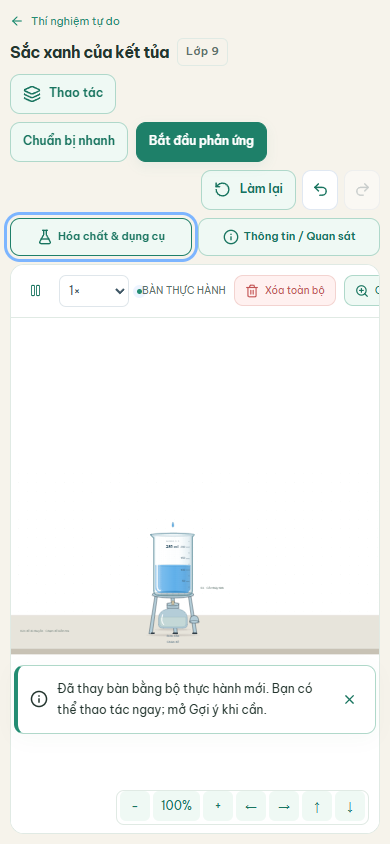 Thí nghiệm tự do
Sắc xanh của kết tủa
Lớp 9
Thao tác
Chuẩn bị nhanh
Bắt đầu phản ứng
Làm lại
Hóa chất & dụng cụ
Thông tin / Quan sát
1×
BÀN THỰC HÀNH
Xóa toàn bộ
Đã thay bàn bằng bộ thực hành mới. Bạn có
thể thao tác ngay; mở Gợi ý khi cần.
-
100%
+